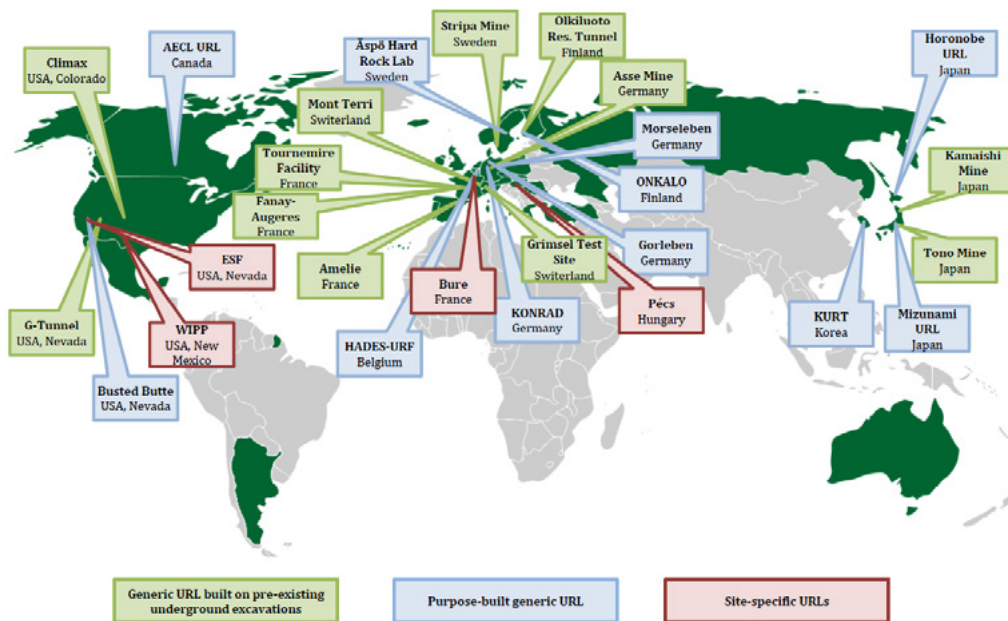 Stripa Mine
Sweden
Olkiluoto
Res. Tunnel
Finland
Horonobe
URL
Japan
Climax
USA, Colorado
AECL URL
Canada
Äspö Hard
Rock Lab
Sweden
Asse Mine
Germany
Mont Terri
Switerland
Morseleben
Germany
Tournemire
Facility
France
Kamaishi
Mine
Japan
ONKALO
Finland
Fanay-
Augeres
France
Grimsel Test
Site
Switerland
Gorleben
Germany
ESF
USA, Nevada
Amelie
France
Bure
France
Tono Mine
Japan
G-Tunnel
USA, Nevada
WIPP
USA, New
Mexico
KONRAD
Germany
Pécs
Hungary
KURT
Korea
Mizunami
URL
Japan
HADES-URF
Belgium
Busted Butte
USA, Nevada
Generic URL built on pre-existing
underground excavations
Purpose-built generic URL
Site-specific URLs